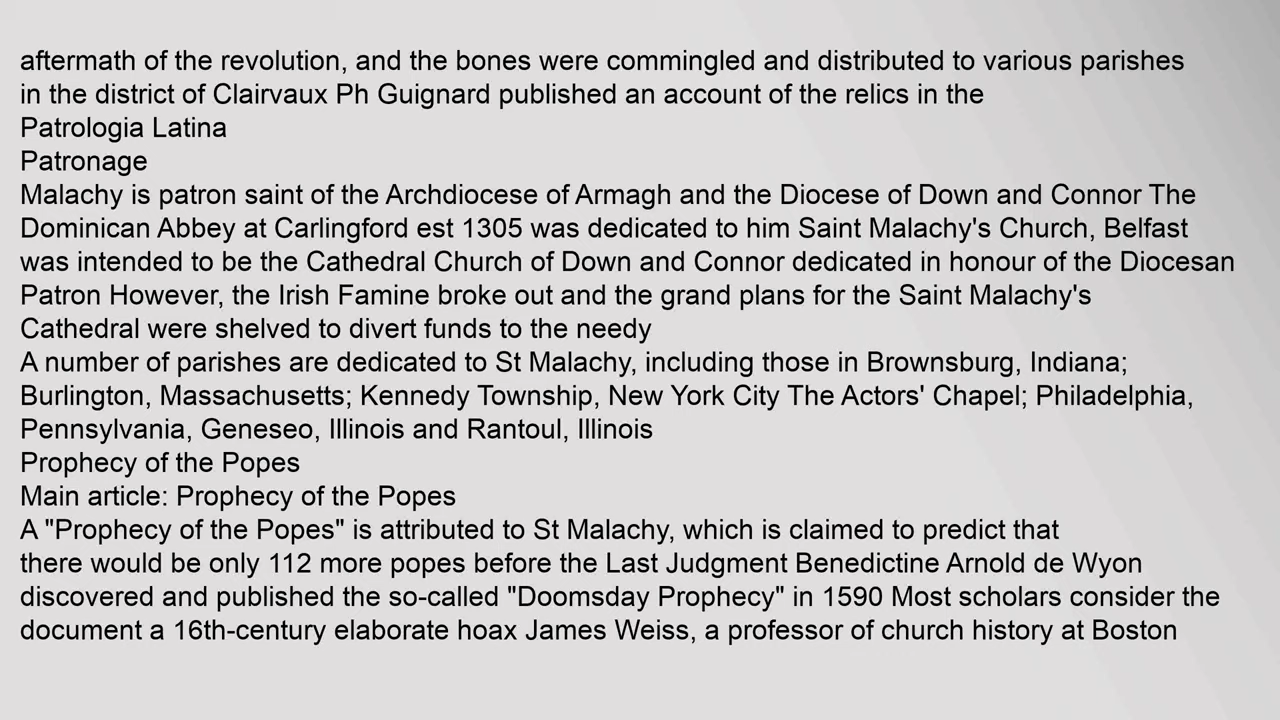 aftermath of the revolution, and the bones were commingled and distributed to various parishes
in the district of Clairvaux Ph Guignard published an account of the relics in the
Patrologia Latina
Patronage
Malachy is patron saint of the Archdiocese of Armagh and the Diocese of Down and Connor The
Dominican Abbey at Carlingford est 1305 was dedicated to him Saint Malachy's Church, Belfast
was intended to be the Cathedral Church of Down and Connor dedicated in honour of the Diocesan
Patron However, the Irish Famine broke out and the grand plans for the Saint Malachy's
Cathedral were shelved to divert funds to the needy
A number of parishes are dedicated to St Malachy, including those in Brownsburg, Indiana;
Burlington, Massachusetts; Kennedy Township, New York City The Actors' Chapel; Philadelphia,
Pennsylvania, Geneseo, Illinois and Rantoul, Illinois
Prophecy of the Popes
Main article: Prophecy of the Popes
A "Prophecy of the Popes" is attributed to St Malachy, which is claimed to predict that
there would be only 112 more popes before the Last Judgment Benedictine Arnold de Wyon
discovered and published the so-called "Doomsday Prophecy" in 1590 Most scholars consider the
document a 16th-century elaborate hoax James Weiss, a professor of church history at Boston